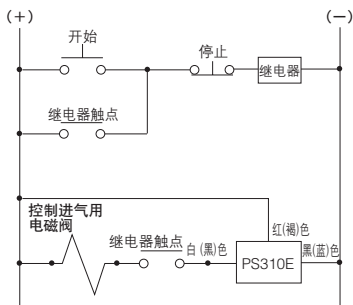 (+)
(−)
开始
停止
继电器
继电器触点
控制进气用
电磁阀
红(褐)色
继电器触点
白(黑)色
黑(蓝)色
PS310E